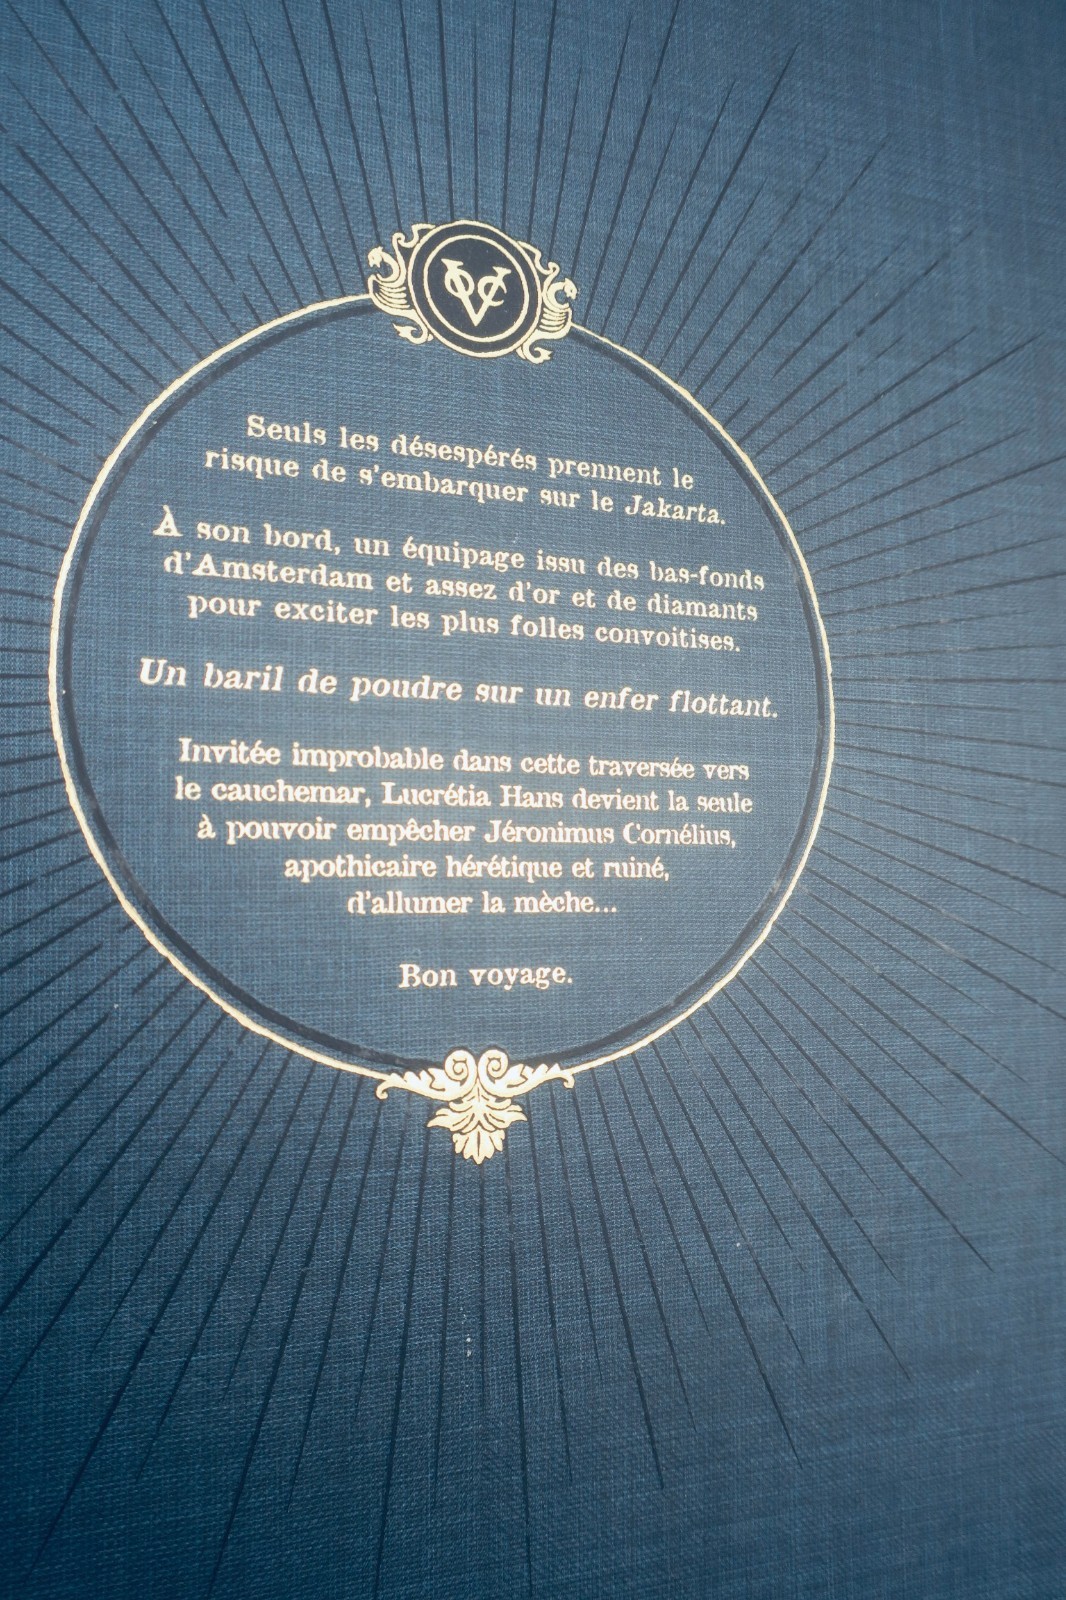 VOC
Seuls les désespérés prennent le
risque de s'embarquer sur le Jakarta.
À son bord, un équipage issu des bas-fonds
d'Amsterdam et assez d'or et de diamants
pour exciter les plus folles convoitises.
Un baril de poudre sur un enfer flottant.
Invitée improbable dans cette traversée vers
le cauchemar, Lucrétia Hans devient la seule
à pouvoir empêcher Jéronimus Cornélius,
apothicaire hérétique et ruiné,
d'allumer la mèche...
Bon voyage.